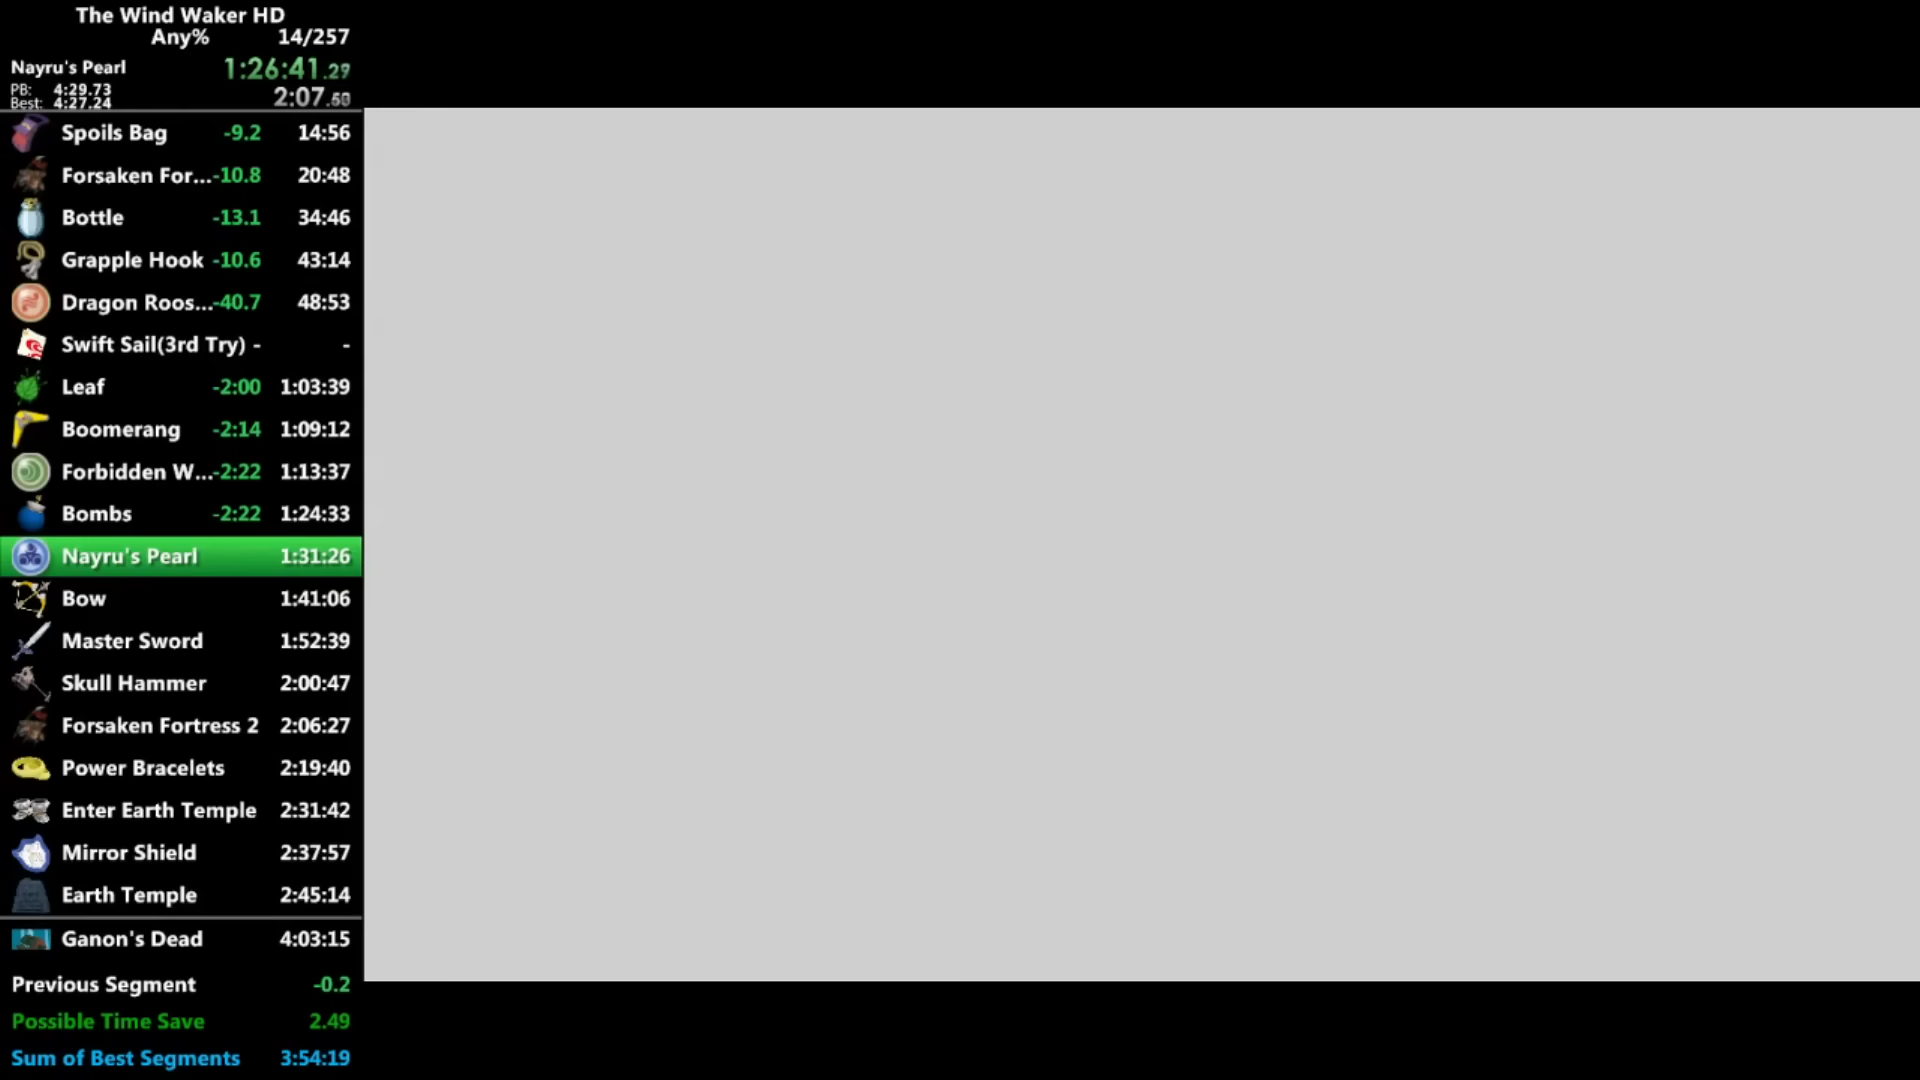 The Wind Waker HD
Any% 14/257
Nayru's Pearl 1:26:41.29
PB: 4:29.73
Best: 4:27.24 2:07.50
Spoils Bag -9.2 14:56
Forsaken For...-10.8 20:48
Bottle -13.1 34:46
Grapple Hook -10.6 43:14
Dragon Roos...-40.7 48:53
Swift Sail(3rd Try) - -
Leaf -2:00 1:03:39
Boomerang -2:14 1:09:12
Forbidden W...-2:22 1:13:37
Bombs -2:22 1:24:33
Nayru's Pearl 1:31:26
Bow 1:41:06
Master Sword 1:52:39
Skull Hammer 2:00:47
Forsaken Fortress 2 2:06:27
Power Bracelets 2:19:40
Enter Earth Temple 2:31:42
Mirror Shield 2:37:57
Earth Temple 2:45:14
Ganon's Dead 4:03:15
Previous Segment -0.2
Possible Time Save 2.49
Sum of Best Segments 3:54:19